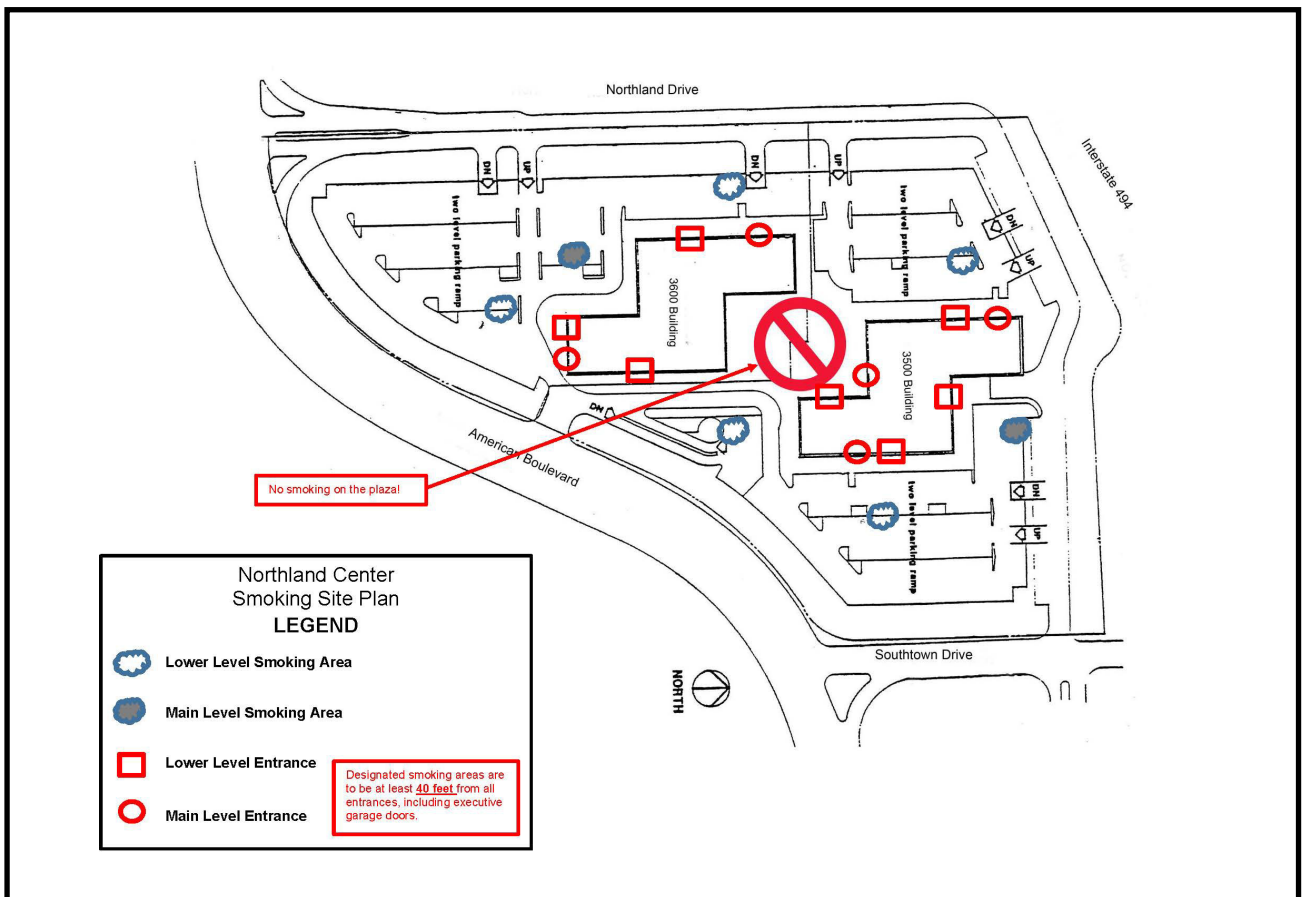 Northland Drive
Interstate 494
DN
UP
DN
UP
two level parking ramp
two level parking ramp
DN
UP
3600 Building
3500 Building
DN
American Boulevard
No smoking on the plaza!
two level parking ramp
DN
UP
Southtown Drive
NORTH
Northland Center
Smoking Site Plan
LEGEND
Lower Level Smoking Area
Main Level Smoking Area
Lower Level Entrance
Main Level Entrance
Designated smoking areas are
to be at least 40 feet from all
entrances, including executive
garage doors.